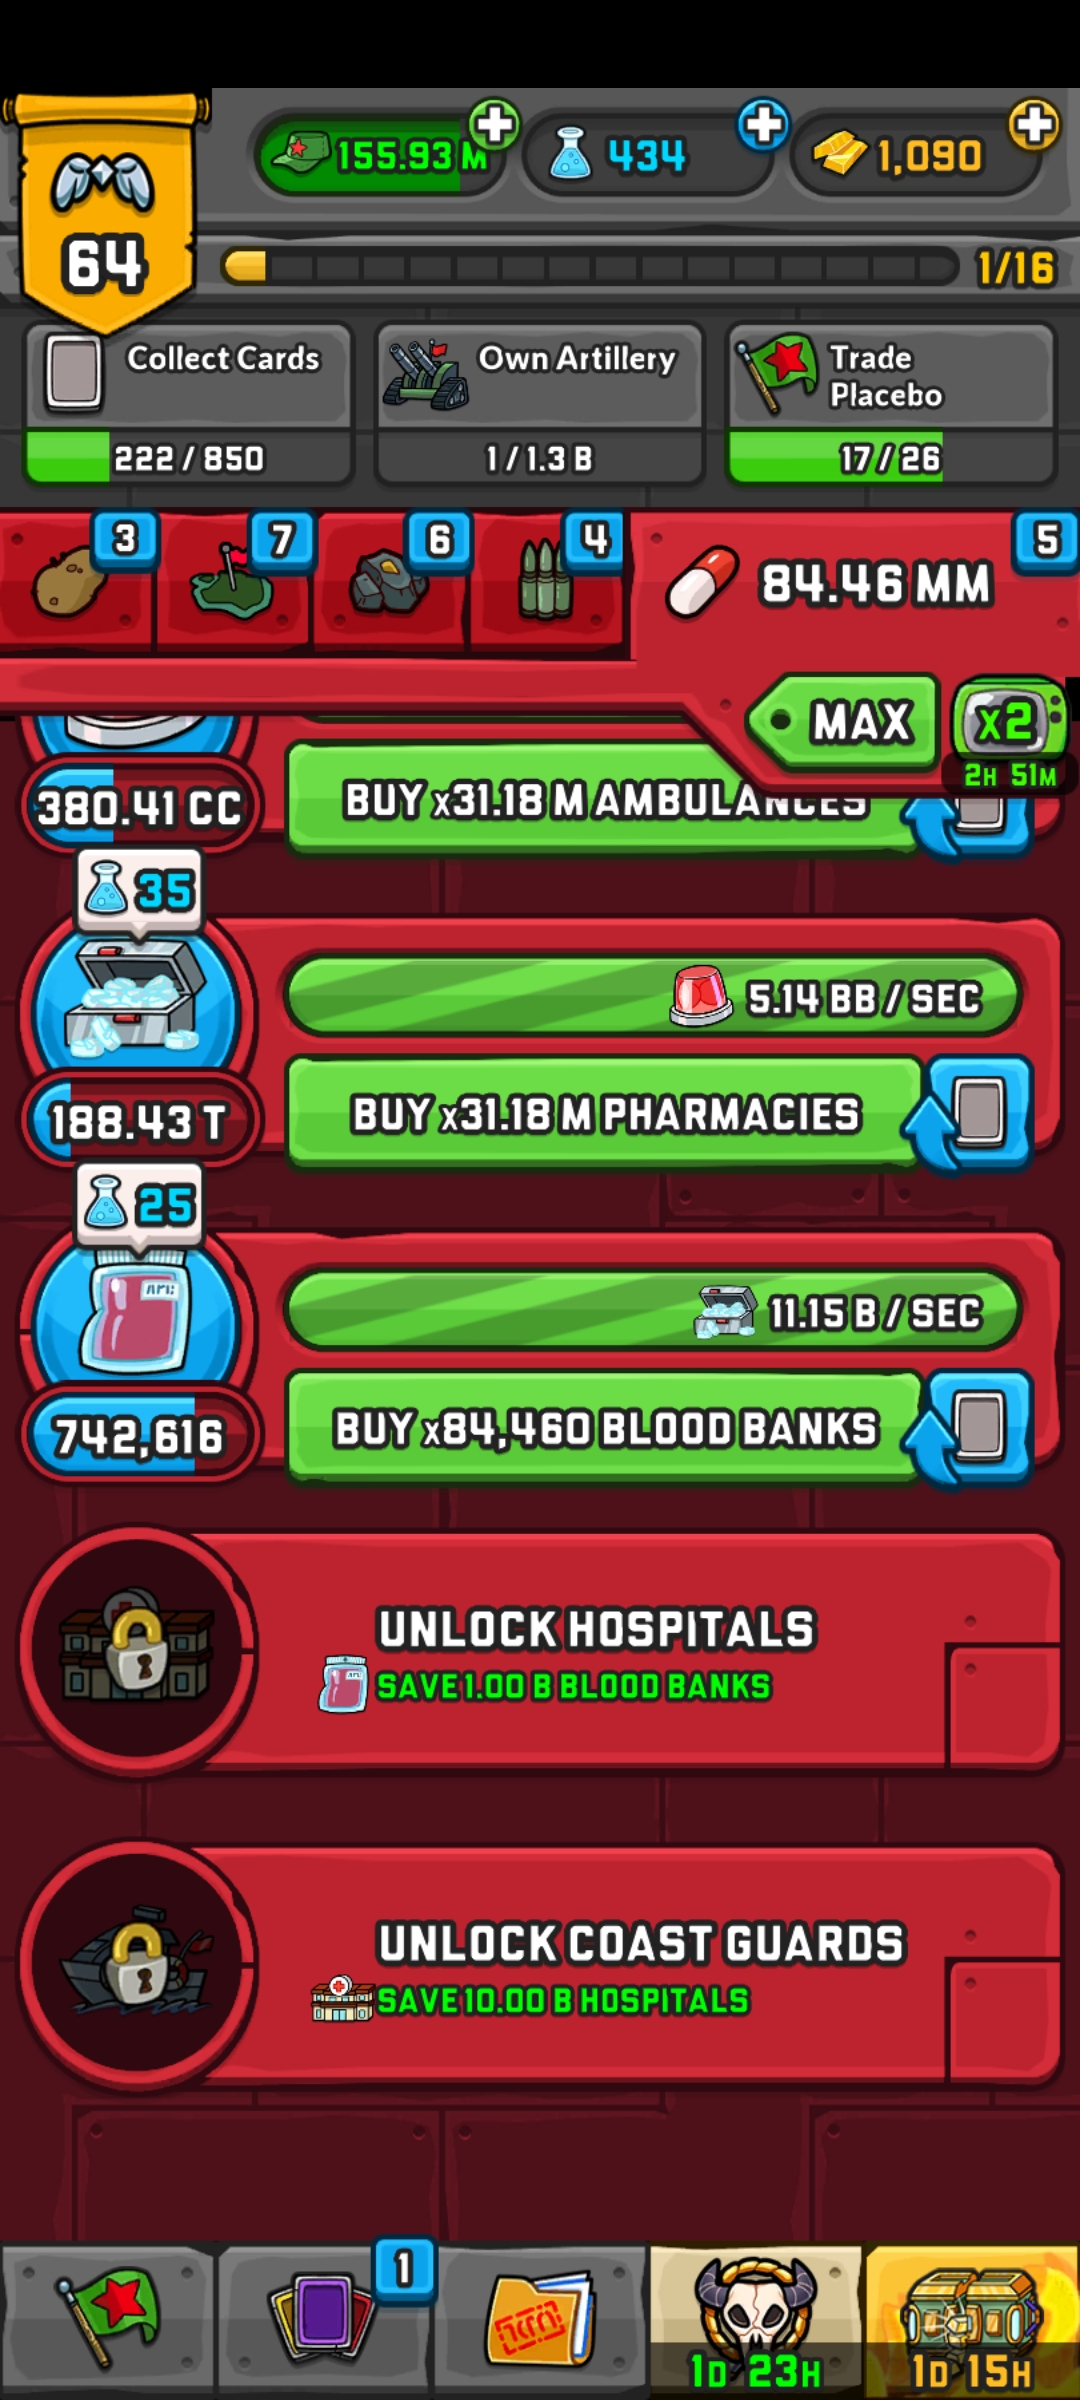 155.93 M
434
1,090
64
1/16
Collect Cards
Own Artillery
Trade
Placebo
222 / 850
1 / 1.3 B
17 / 26
3
7
6
4
5
84.46 MM
MAX
x2
2H 51M
380.41 CC
BUY x31.18 M AMBULANCES
35
5.14 BB / SEC
188.43 T
BUY x31.18 M PHARMACIES
25
11.15 B / SEC
742,616
BUY x84,460 BLOOD BANKS
UNLOCK HOSPITALS
SAVE 1.00 B BLOOD BANKS
UNLOCK COAST GUARDS
SAVE 10.00 B HOSPITALS
1
1D 23H
1D 15H